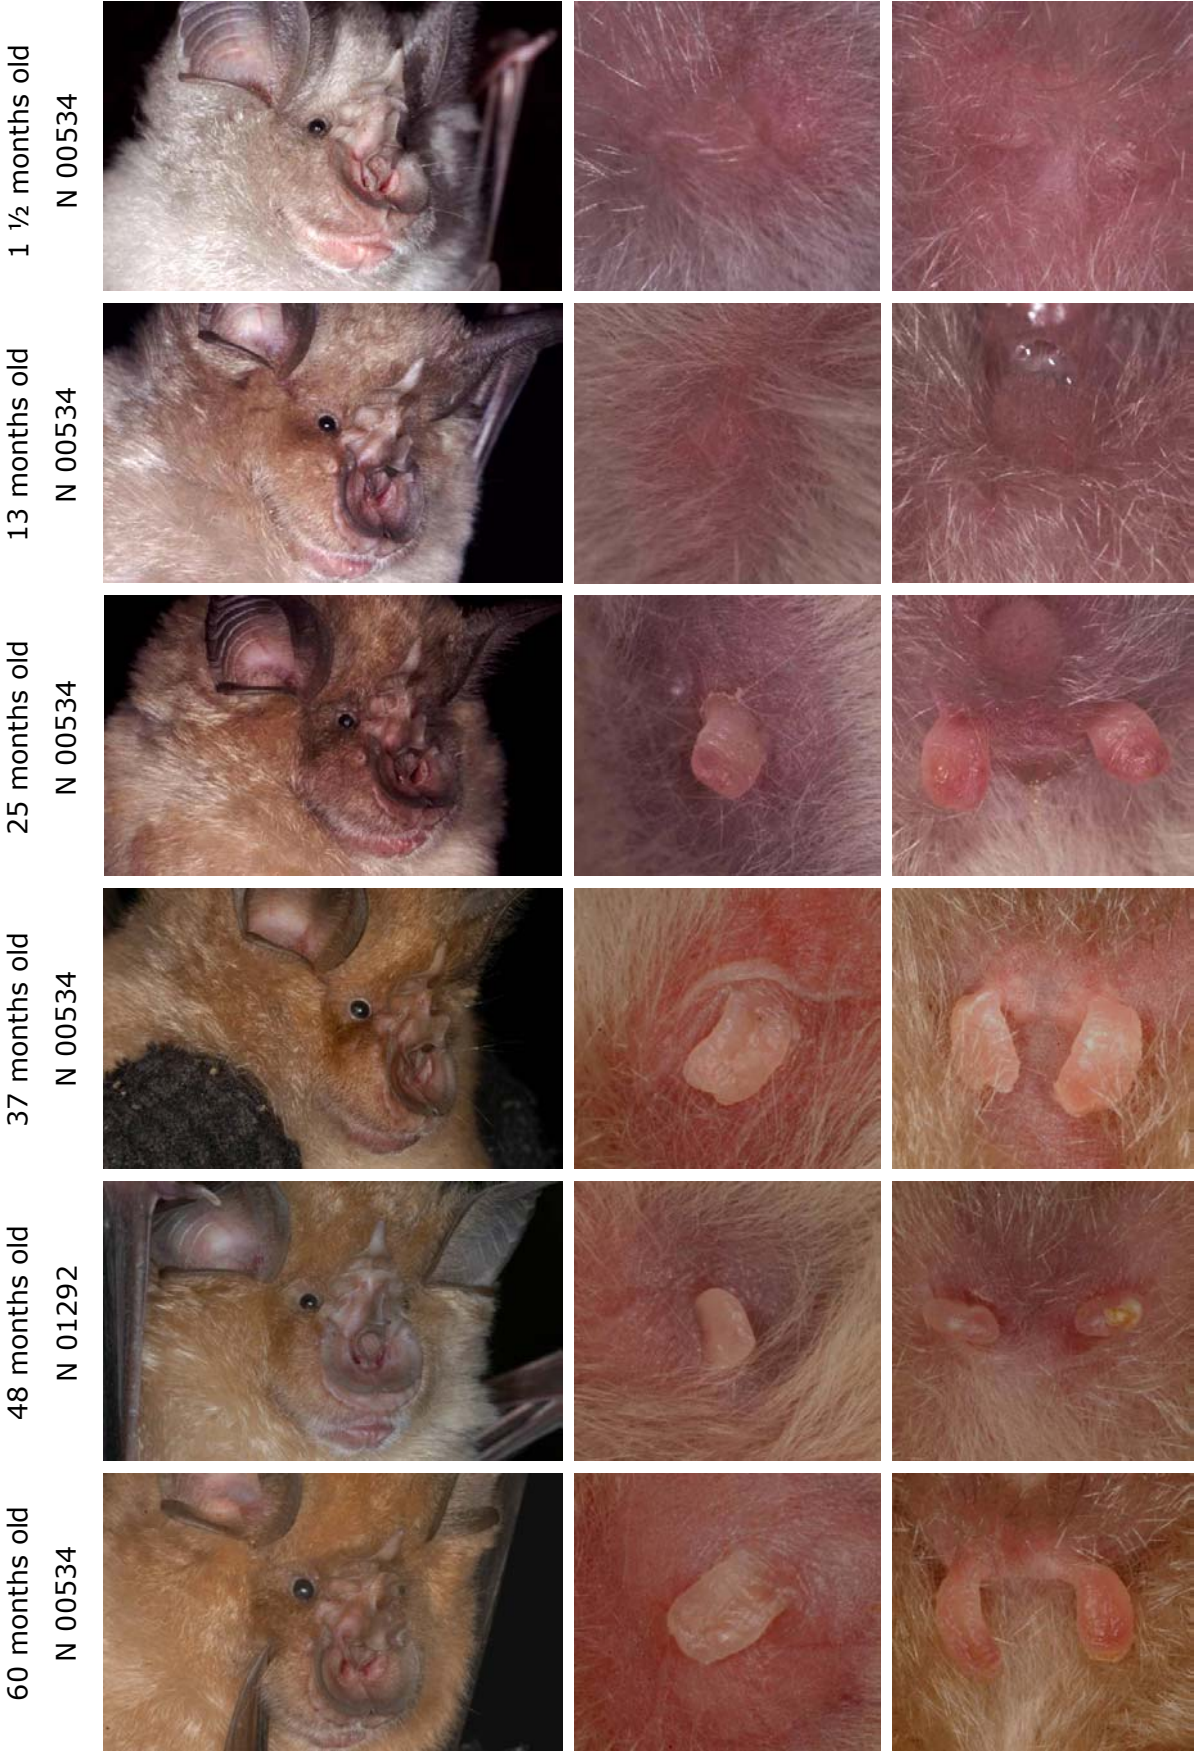 1 ½ months old
N 00534
13 months old
N 00534
25 months old
N 00534
37 months old
N 00534
48 months old
N 01292
60 months old
N 00534